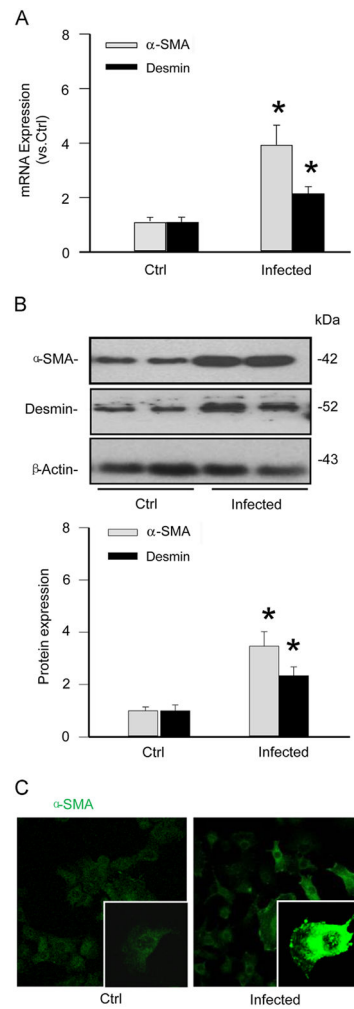 A
α-SMA
Desmin
mRNA Expression
(vs.Ctrl)
8
6
4
2
0
*
*
Ctrl
Infected
B
kDa
α-SMA-
-42
Desmin-
-52
β-Actin-
-43
Ctrl
Infected
α-SMA
Desmin
Protein expression
8
6
4
2
0
*
*
Ctrl
Infected
C
α-SMA
Ctrl
Infected